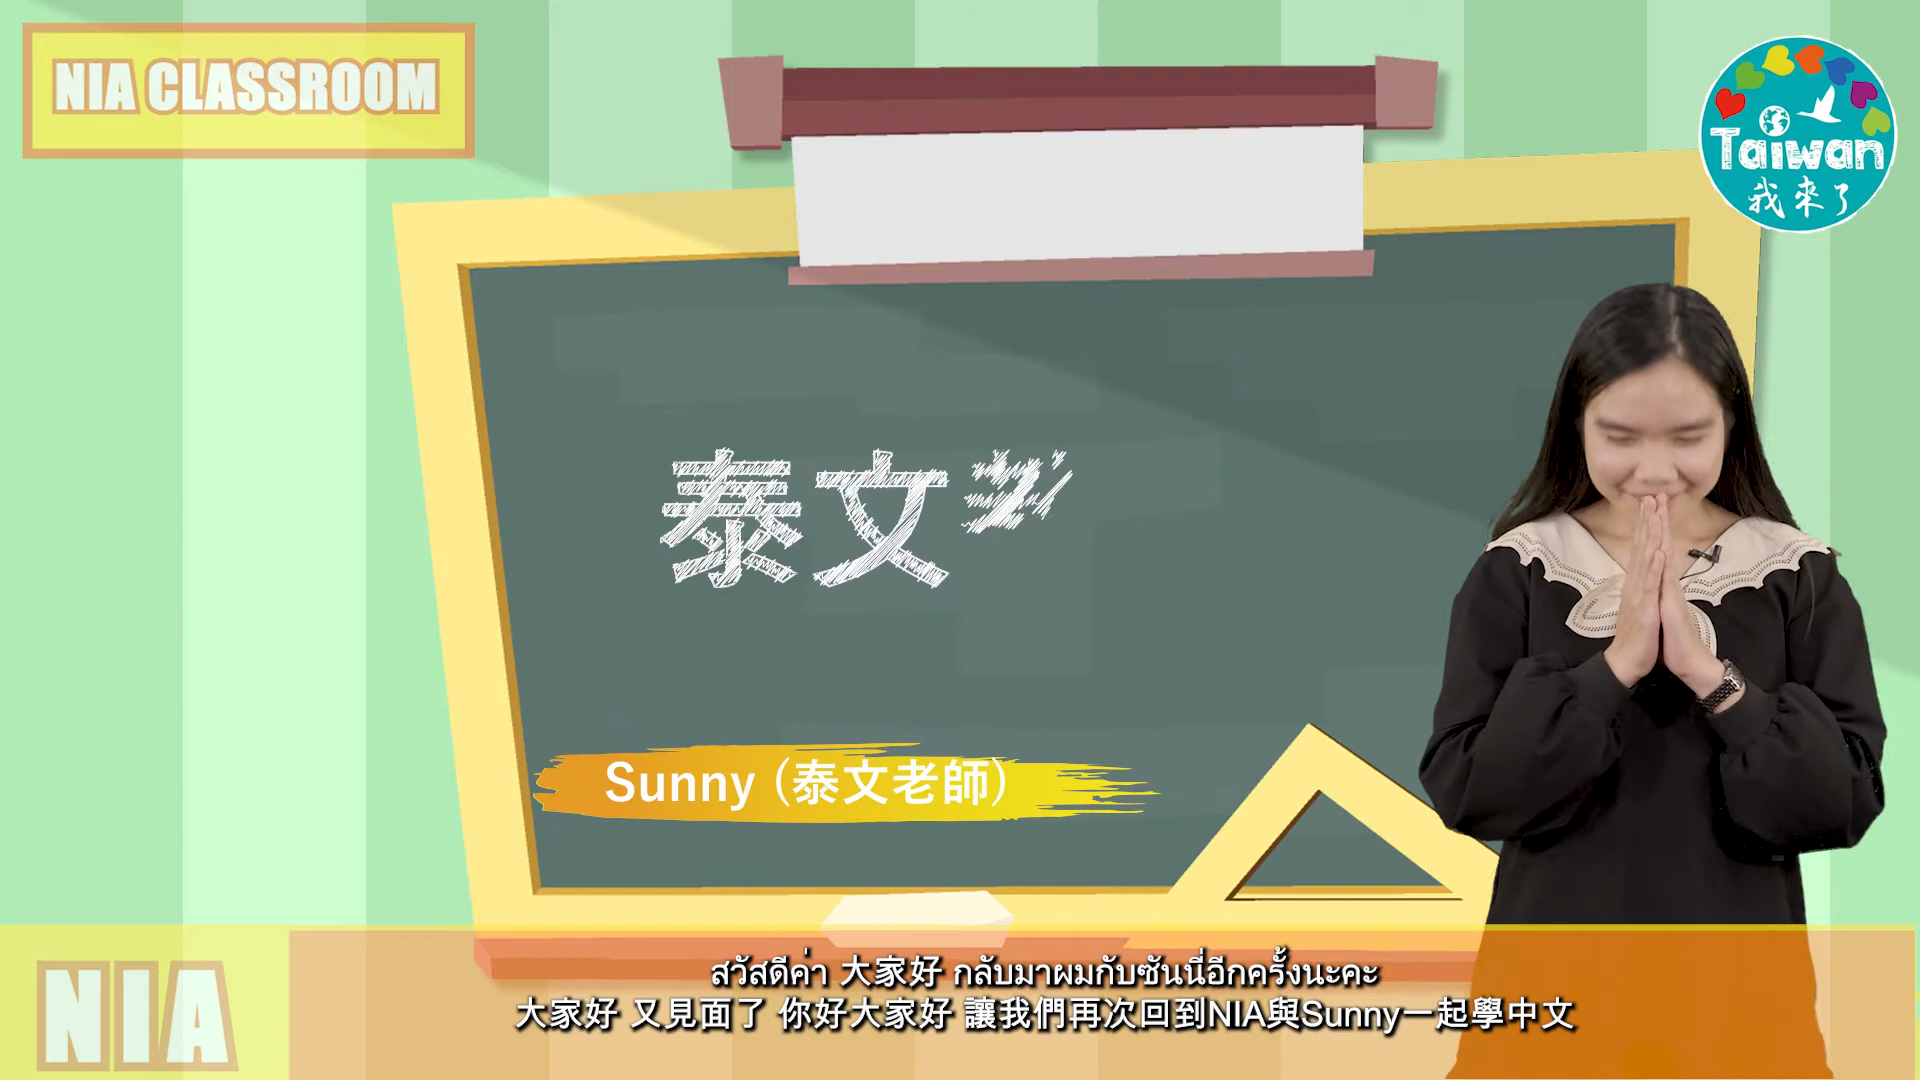 NIA CLASSROOM
Taiwan
我來了
泰文
Sunny (泰文老師)
สวัสดีค่า 大家好 กลับมาผมกับซันนี่อีกครั้งนะคะ
大家好 又見面了 你好大家好 讓我們再次回到NIA與Sunny一起學中文
NIA